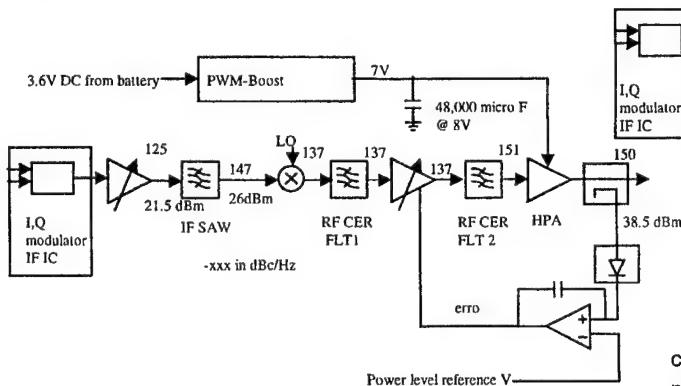 3.6V DC from battery
PWM-Boost
7V
48,000 micro F
@ 8V
I,Q
modulator
IF IC
125
21.5 dBm
IF SAW
147
26dBm
LO
137
RF CER
FLT1
137
137
RF CER
FLT 2
151
HPA
150
38.5 dBm
I,Q
modulator
IF IC
-xxx in dBc/Hz
erro
+
−
Power level reference V